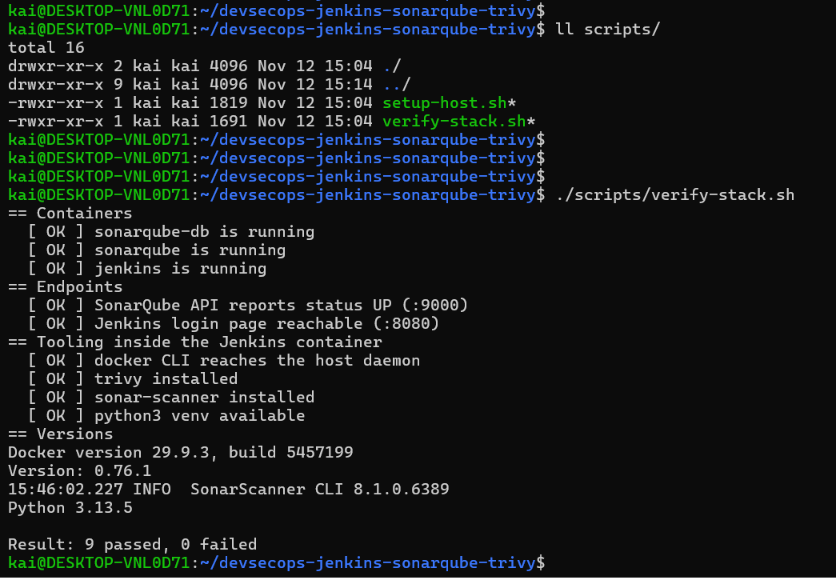 kai@DESKTOP-VNL0D71:~/devsecops-jenkins-sonarqube-trivy$
kai@DESKTOP-VNL0D71:~/devsecops-jenkins-sonarqube-trivy$ ll scripts/
total 16
drwxr-xr-x 2 kai kai 4096 Nov 12 15:04 ./
drwxr-xr-x 9 kai kai 4096 Nov 12 15:14 ../
-rwxr-xr-x 1 kai kai 1819 Nov 12 15:04 setup-host.sh*
-rwxr-xr-x 1 kai kai 1691 Nov 12 15:04 verify-stack.sh*
kai@DESKTOP-VNL0D71:~/devsecops-jenkins-sonarqube-trivy$
kai@DESKTOP-VNL0D71:~/devsecops-jenkins-sonarqube-trivy$
kai@DESKTOP-VNL0D71:~/devsecops-jenkins-sonarqube-trivy$
kai@DESKTOP-VNL0D71:~/devsecops-jenkins-sonarqube-trivy$ ./scripts/verify-stack.sh
== Containers
  [ OK ] sonarqube-db is running
  [ OK ] sonarqube is running
  [ OK ] jenkins is running
== Endpoints
  [ OK ] SonarQube API reports status UP (:9000)
  [ OK ] Jenkins login page reachable (:8080)
== Tooling inside the Jenkins container
  [ OK ] docker CLI reaches the host daemon
  [ OK ] trivy installed
  [ OK ] sonar-scanner installed
  [ OK ] python3 venv available
== Versions
Docker version 29.9.3, build 5457199
Version: 0.76.1
15:46:02.227 INFO  SonarScanner CLI 8.1.0.6389
Python 3.13.5

Result: 9 passed, 0 failed
kai@DESKTOP-VNL0D71:~/devsecops-jenkins-sonarqube-trivy$